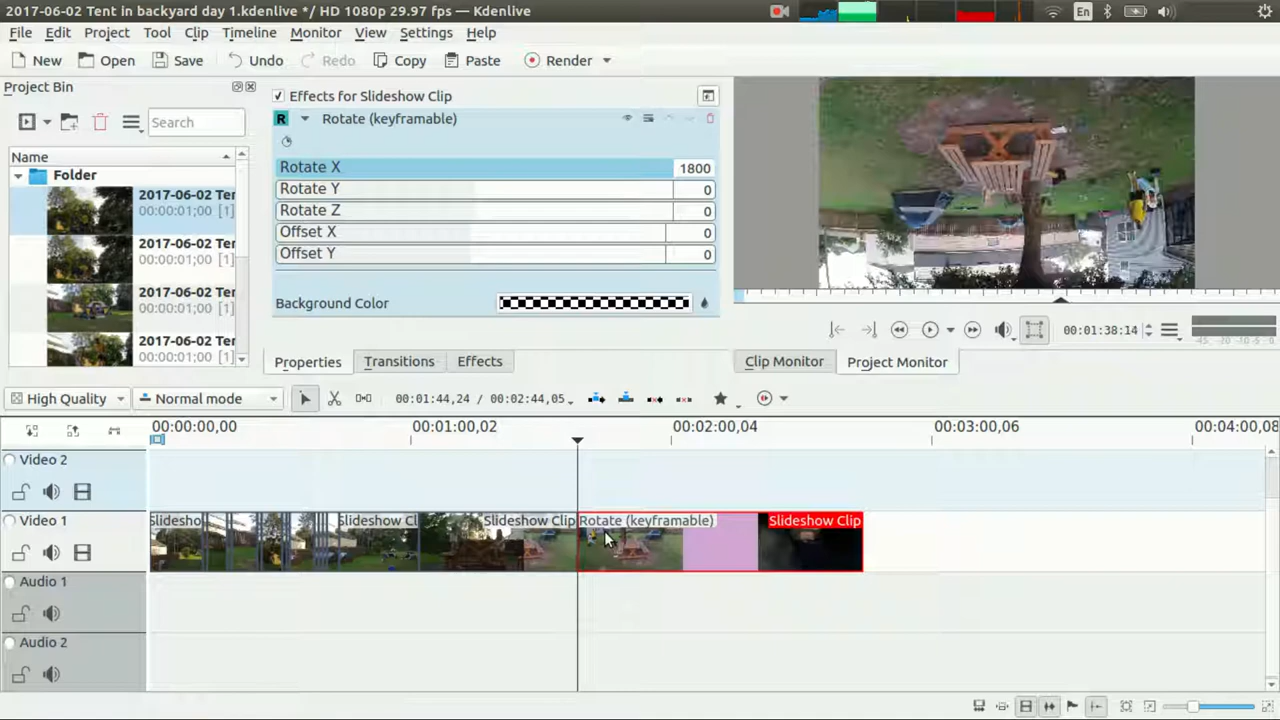 2017-06-02 Tent in backyard day 1.kdenlive */ HD 1080p 29.97 fps — Kdenlive
En
File Edit Project Tool Clip Timeline Monitor View Settings Help
New Open Save Undo Redo Copy Paste Render
Project Bin
Search
Name
Folder
2017-06-02 Ter
00:00:01;00 [1]
2017-06-02 Ter
00:00:01;00 [1]
2017-06-02 Ter
00:00:01;00 [1]
2017-06-02 Ter
00:00:01;00 [1]
Effects for Slideshow Clip
R Rotate (keyframable)
Rotate X 1800
Rotate Y 0
Rotate Z 0
Offset X 0
Offset Y 0
Background Color
Properties Transitions Effects
00:01:38:14
-45 -20 -10 -5 0
Clip Monitor Project Monitor
High Quality Normal mode 00:01:44,24 / 00:02:44,05
00:00:00,00 00:01:00,02 00:02:00,04 00:03:00,06 00:04:00,08
Video 2
Video 1
Slidesho Slideshow Cl Slideshow Clip Rotate (keyframable) Slideshow Clip
Audio 1
Audio 2